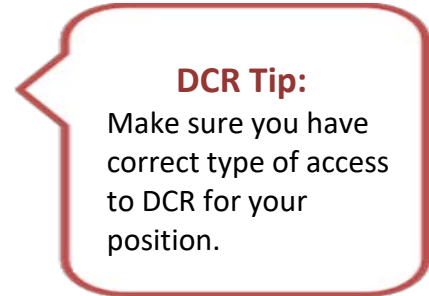 DCR Tip:
Make sure you have
correct type of access
to DCR for your
position.